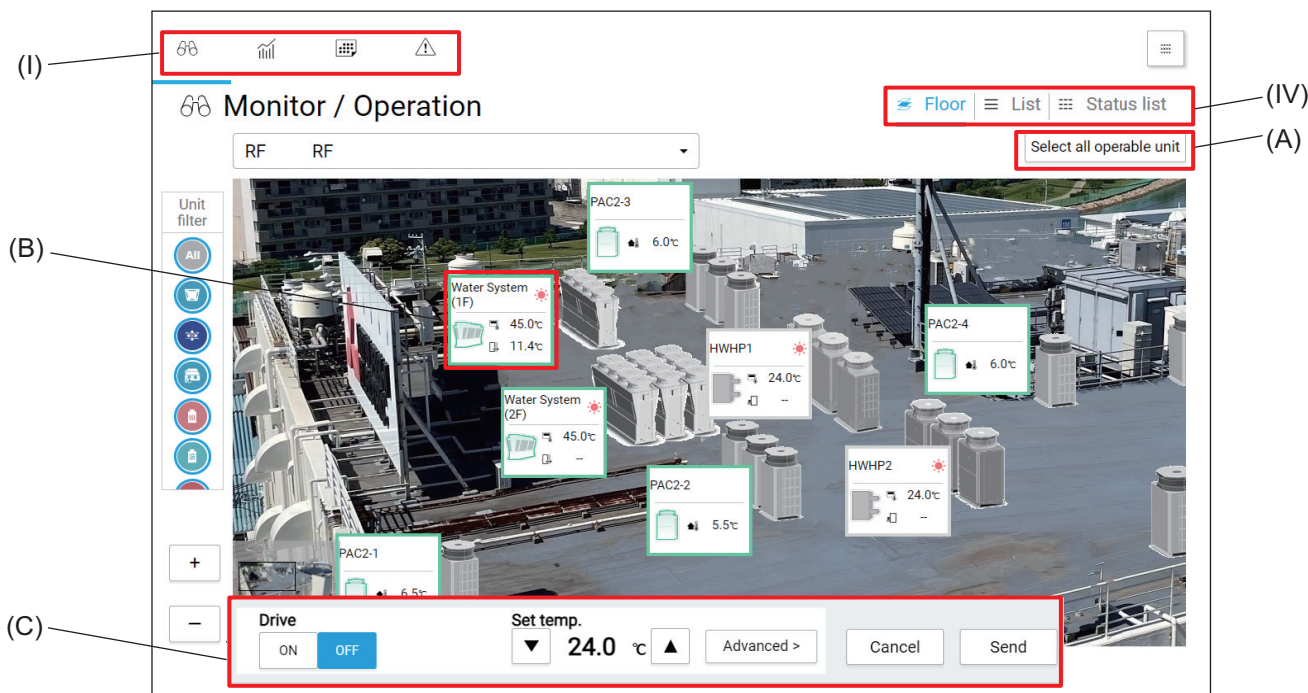 (I)
Monitor / Operation
Floor
List
Status list
(IV)
RF RF
Select all operable unit
(A)
Unit
filter
All
(B)
PAC2-3
6.0℃
Water System
(1F)
45.0℃
11.4℃
PAC2-4
6.0℃
HWHP1
24.0℃
--
Water System
(2F)
45.0℃
--
HWHP2
24.0℃
--
PAC2-2
5.5℃
PAC2-1
6.5℃
+
−
(C)
Drive
ON
OFF
Set temp.
▼ 24.0 ℃ ▲
Advanced >
Cancel
Send